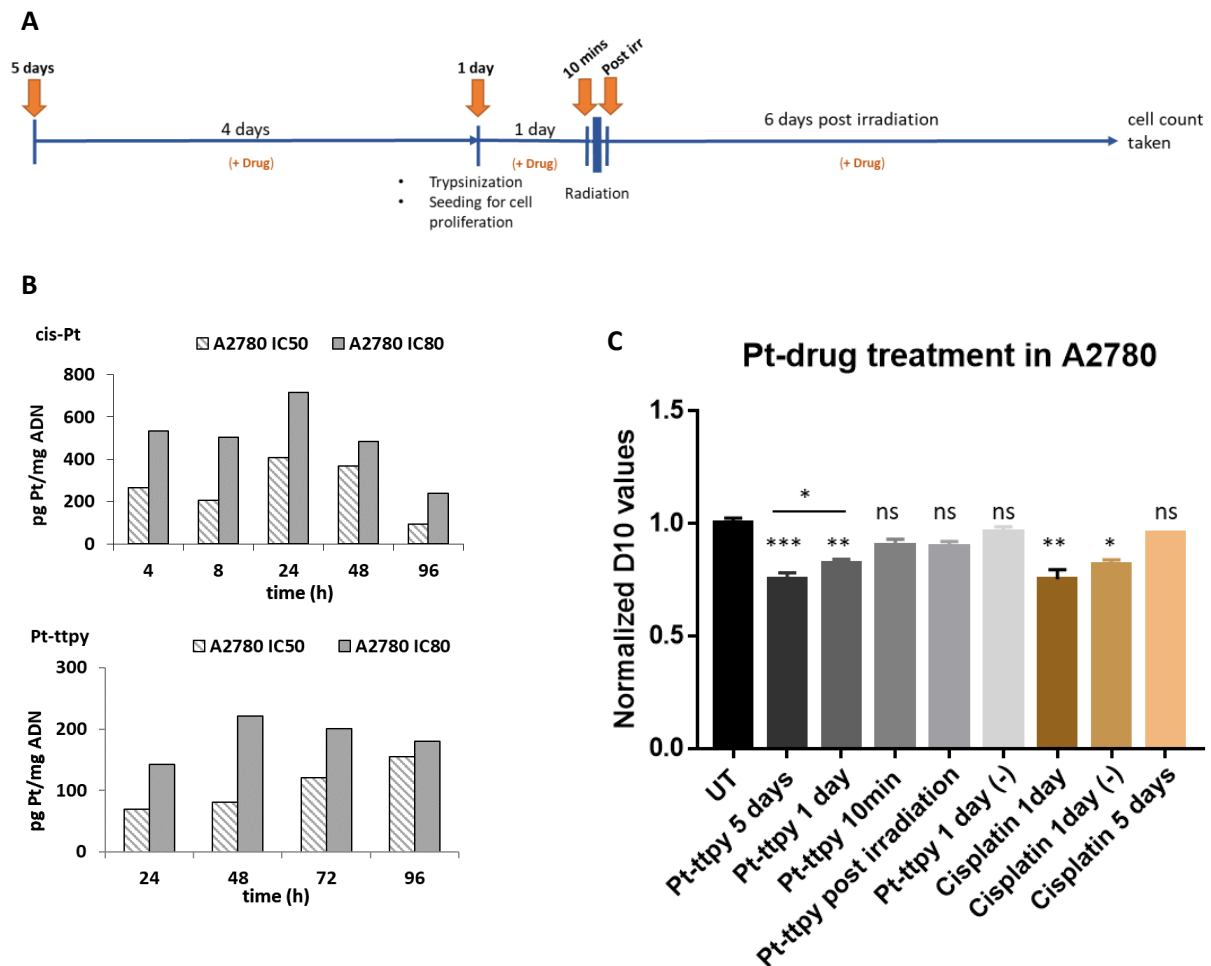 A
5 days
1 day
10 mins
Post irr
4 days
1 day
6 days post irradiation
cell count
taken
(+ Drug)
(+ Drug)
(+ Drug)
• Trypsinization
• Seeding for cell
proliferation
Radiation
B
cis-Pt
A2780 IC50 A2780 IC80
800
600
400
200
0
pg Pt/mg ADN
4 8 24 48 96
time (h)
Pt-ttpy
A2780 IC50 A2780 IC80
300
200
100
0
pg Pt/mg ADN
24 48 72 96
time (h)
C
Pt-drug treatment in A2780
Normalized D10 values
1.5
1.0
0.5
0.0
*
*** ** ns ns ns ** * ns
UT
Pt-ttpy 5 days
Pt-ttpy 1 day
Pt-ttpy 10min
Pt-ttpy post irradiation
Pt-ttpy 1 day (-)
Cisplatin 1day
Cisplatin 1day (-)
Cisplatin 5 days